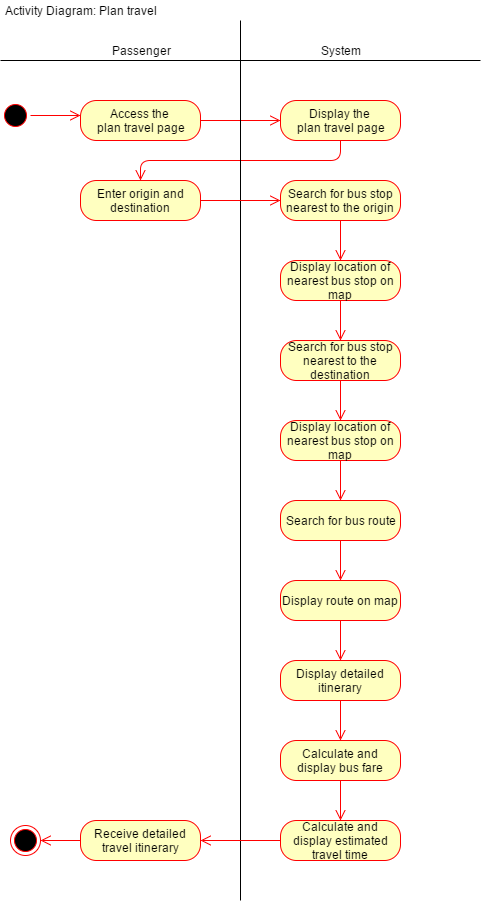 Activity Diagram: Plan travel
Passenger
System
Access the
plan travel page
Display the
plan travel page
Enter origin and
destination
Search for bus stop
nearest to the origin
Display location of
nearest bus stop on
map
Search for bus stop
nearest to the
destination
Display location of
nearest bus stop on
map
Search for bus route
Display route on map
Display detailed
itinerary
Calculate and
display bus fare
Receive detailed
travel itinerary
Calculate and
display estimated
travel time